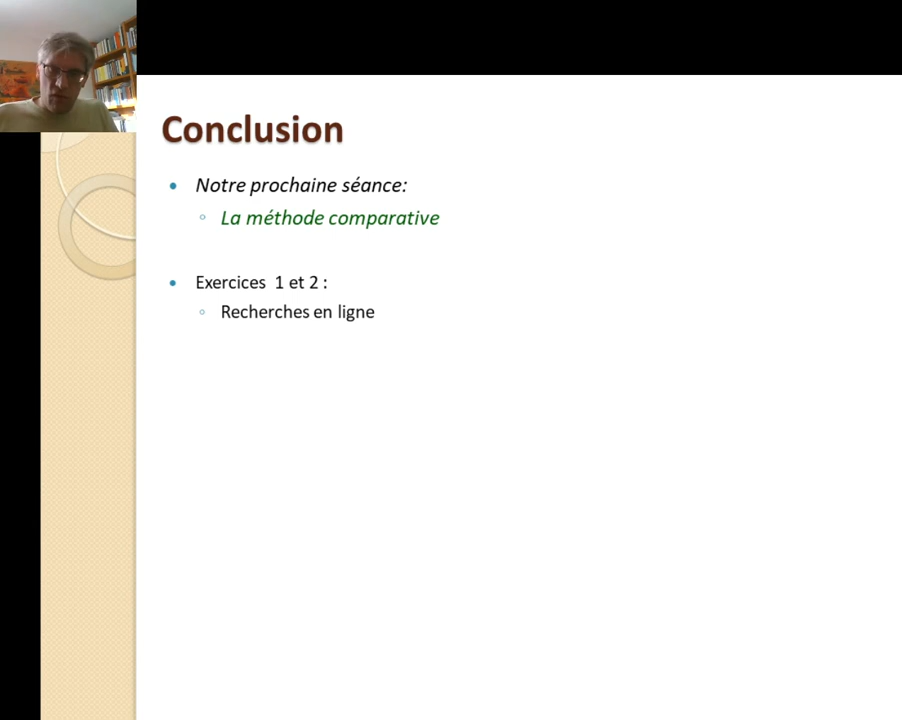 Conclusion
Notre prochaine séance:
La méthode comparative
Exercices 1 et 2 :
Recherches en ligne